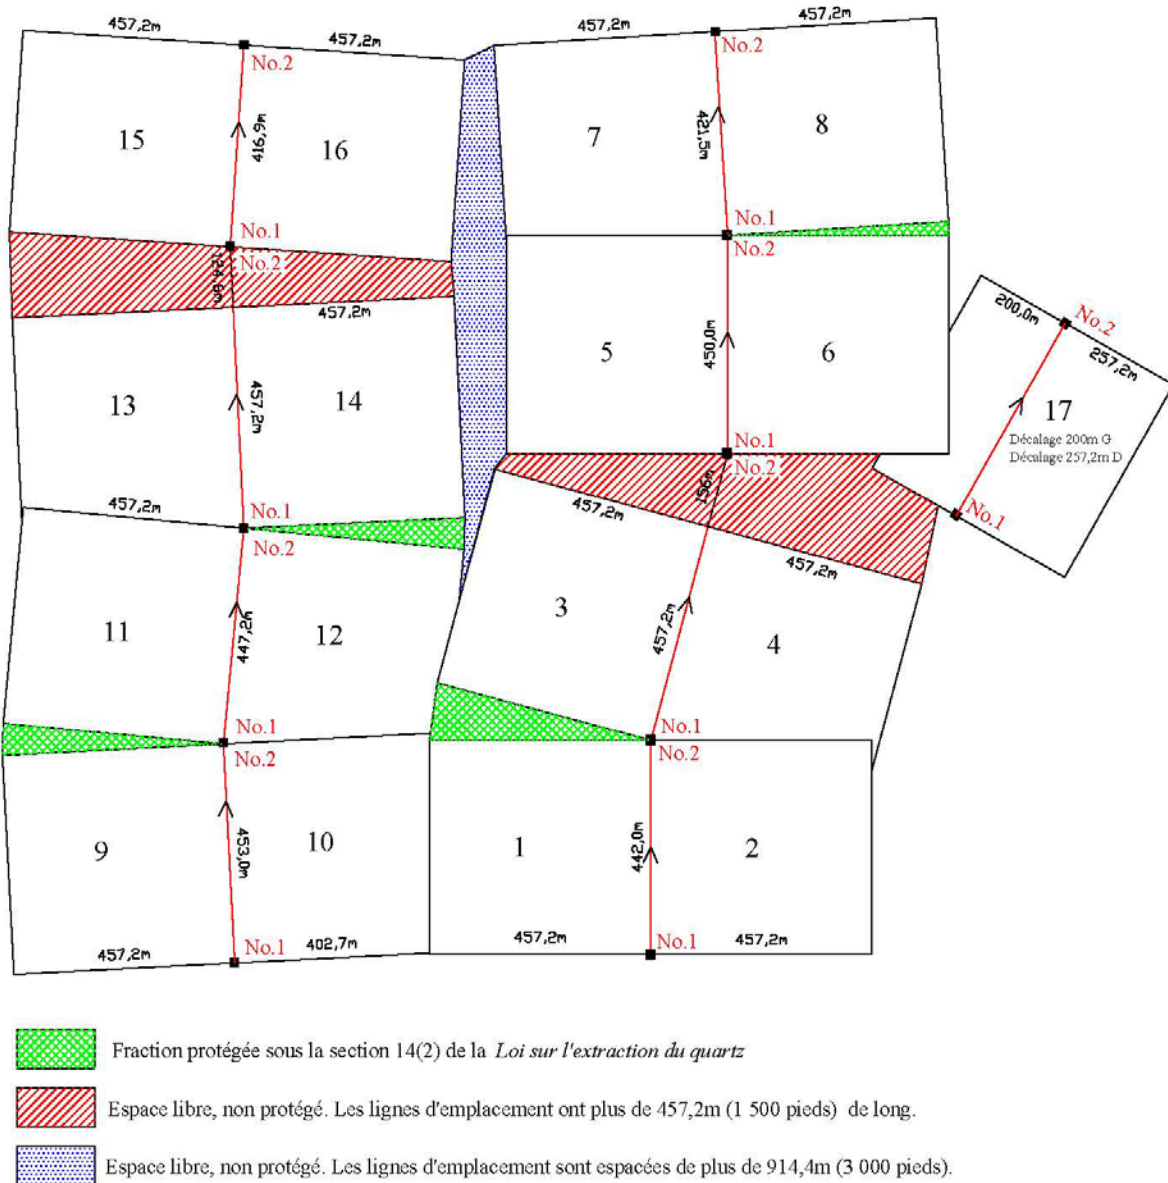 457,2m
457,2m
457,2m
457,2m
No.2
No.2
15
416,9m
16
7
421,5m
8
No.1
No.2
124,6m
457,2m
No.1
No.2
200,0m
No.2
257,2m
5
450,0m
6
17
Décalage 200m G
Décalage 257,2m D
No.1
13
457,2m
14
No.1
No.2
156m
457,2m
457,2m
457,2m
No.1
No.2
11
447,2m
12
3
457,2m
4
No.1
No.2
No.1
No.2
9
453,0m
10
1
442,0m
2
457,2m
No.1
402,7m
457,2m
No.1
457,2m
Fraction protégée sous la section 14(2) de la Loi sur l'extraction du quartz
Espace libre, non protégé. Les lignes d'emplacement ont plus de 457,2m (1 500 pieds) de long.
Espace libre, non protégé. Les lignes d'emplacement sont espacées de plus de 914,4m (3 000 pieds).